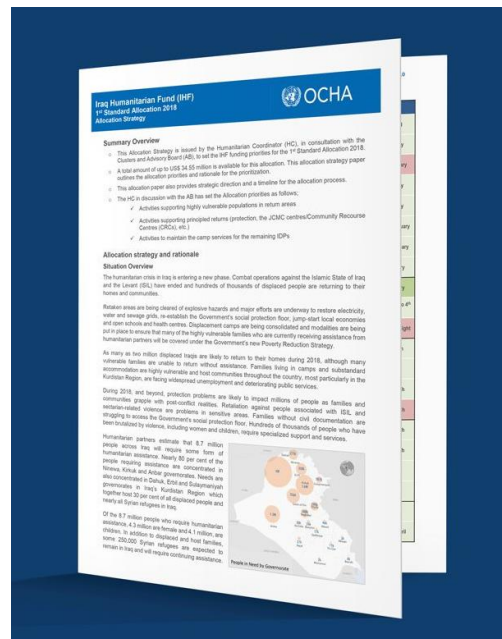 Iraq Humanitarian Fund (IHF)
1st Standard Allocation 2018
Allocation Strategy
OCHA
Summary Overview
This Allocation Strategy is issued by the Humanitarian Coordinator (HC), in consultation with the
Clusters and Advisory Board (AB), to set the IHF funding priorities for the 1st Standard Allocation 2018.
A total amount of up to US$ 34.55 million is available for this allocation. This allocation strategy paper
outlines the allocation priorities and rationale for the prioritization.
This allocation paper also provides strategic direction and a timeline for the allocation process.
The HC in discussion with the AB has set the Allocation priorities as follows;
✓ Activities supporting highly vulnerable populations in return areas
✓ Activities supporting principled returns (protection, the JCMC centres/Community Recourse
Centres (CRCs), etc.)
✓ Activities to maintain the camp services for the remaining IDPs
Allocation strategy and rationale
Situation Overview
The humanitarian crisis in Iraq is entering a new phase. Combat operations against the Islamic State of Iraq
and the Levant (ISIL) have ended and hundreds of thousands of displaced people are returning to their
homes and communities.
Retaken areas are being cleared of explosive hazards and major efforts are underway to restore electricity,
water and sewage grids, re-establish the Government's social protection floor, jump-start local economies
and open schools and health centres. Displacement camps are being consolidated and modalities are being
put in place to ensure that many of the highly vulnerable families who are currently receiving assistance from
humanitarian partners will be covered under the Government's new Poverty Reduction Strategy.
As many as two million displaced Iraqis are likely to return to their homes during 2018, although many
vulnerable families are unable to return without assistance. Families living in camps and substandard
accommodation are highly vulnerable and host communities throughout the country, most particularly in the
Kurdistan Region, are facing widespread unemployment and deteriorating public services.
During 2018, and beyond, protection problems are likely to impact millions of people as families and
communities grapple with post-conflict realities. Retaliation against people associated with ISIL and
sectarian-related violence are problems in sensitive areas. Families without civil documentation are
struggling to access the Government's social protection floor. Hundreds of thousands of people who have
been brutalized by violence, including women and children, require specialized support and services.
Humanitarian partners estimate that 8.7 million
people across Iraq will require some form of
humanitarian assistance. Nearly 80 per cent of the
people requiring assistance are concentrated in
Ninewa, Kirkuk and Anbar governorates. Needs are
also concentrated in Dahuk, Erbil and Sulaymaniyah
governorates in Iraq's Kurdistan Region which
together host 30 per cent of all displaced people and
nearly all Syrian refugees in Iraq.
Of the 8.7 million people who require humanitarian
assistance, 4.3 million are female and 4.1 million, are
children. In addition to displaced and host families,
some 250,000 Syrian refugees are expected to
remain in Iraq and will require continuing assistance.
People in Need by Governorate